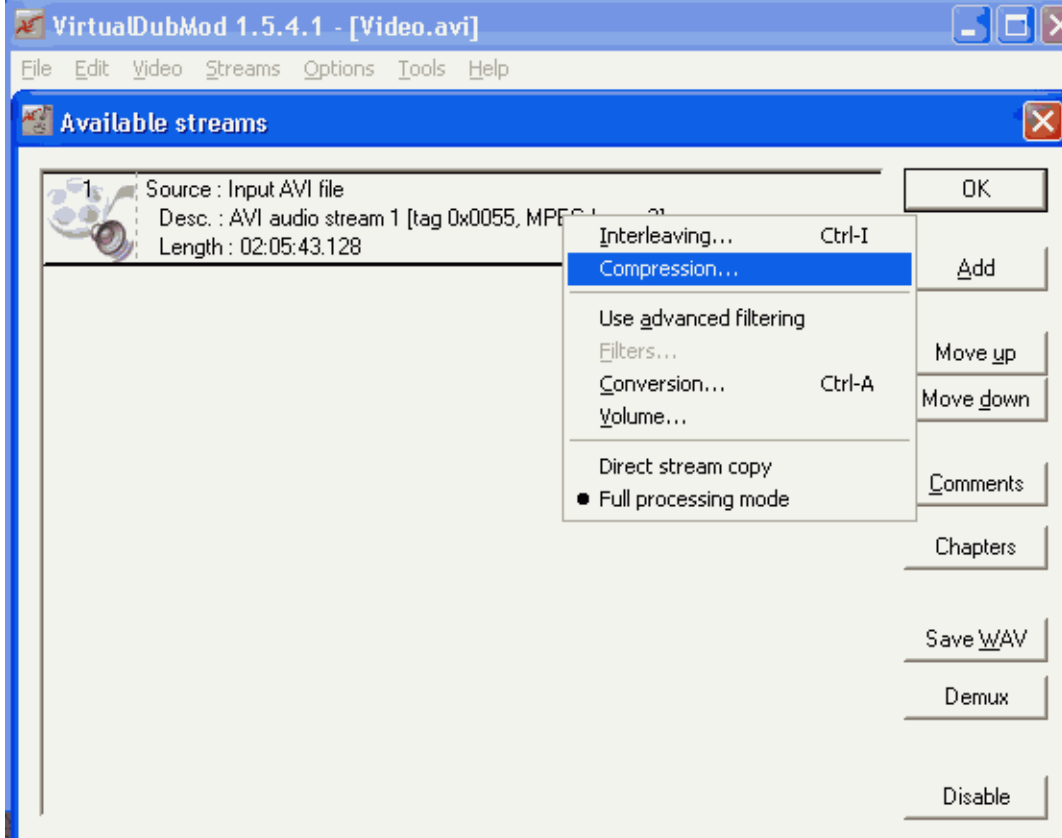 VirtualDubMod 1.5.4.1 - [Video.avi]
File Edit Video Streams Options Tools Help
Available streams
1
Source : Input AVI file
Desc. : AVI audio stream 1 [tag 0x0055,
Length : 02:05:43.128
Interleaving... Ctrl-I
Compression...
Use advanced filtering
Filters...
Conversion... Ctrl-A
Volume...
Direct stream copy
Full processing mode
OK
Add
Move up
Move down
Comments
Chapters
Save WAV
Demux
Disable